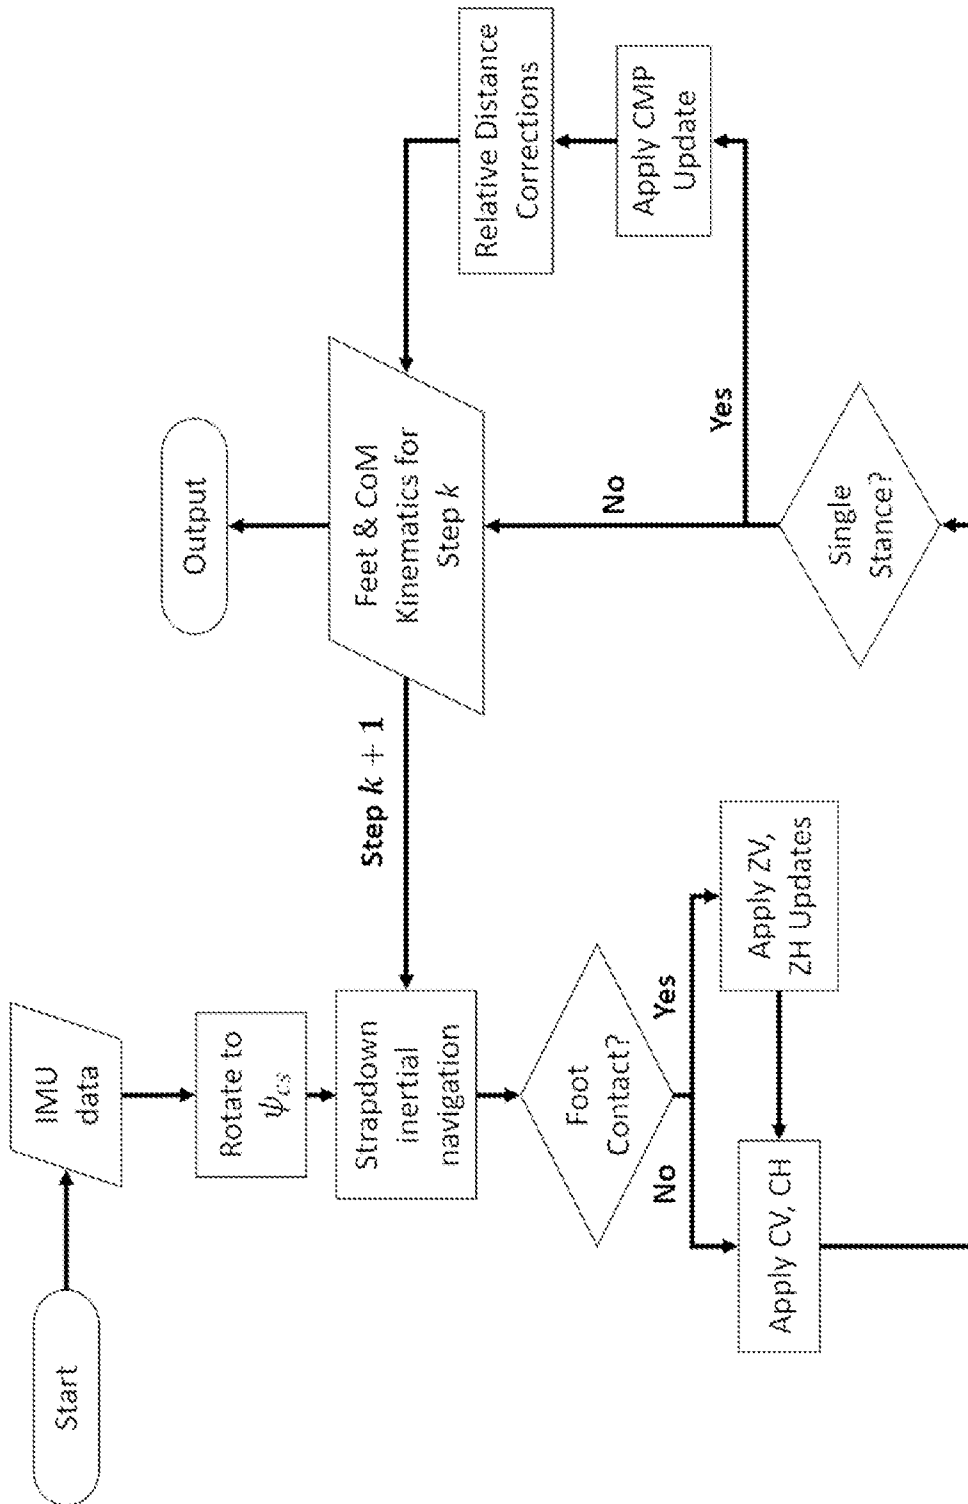 Start
IMU
data
Rotate to
ψcs
Strapdown
inertial
navigation
Foot
Contact?
No
Yes
Apply ZV,
ZH Updates
Apply CV, CH
Single
Stance?
No
Yes
Apply CMP
Update
Relative Distance
Corrections
Feet & CoM
Kinematics for
Step k
Step k + 1
Output